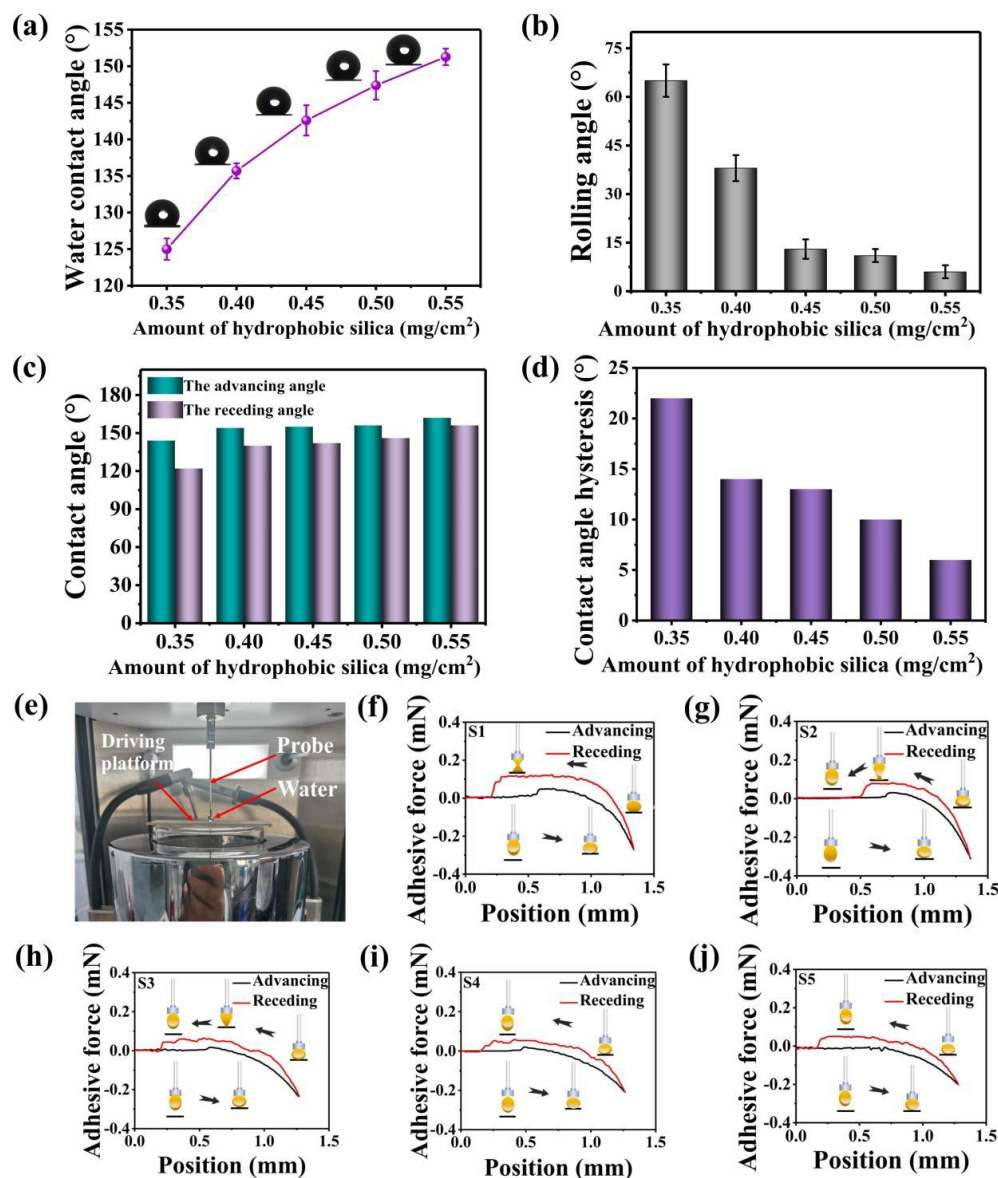 (a)
Water contact angle (°)
155
150
145
140
135
130
125
120
0.35 0.40 0.45 0.50 0.55
Amount of hydrophobic silica (mg/cm²)
(b)
Rolling angle (°)
75
60
45
30
15
0
0.35 0.40 0.45 0.50 0.55
Amount of hydrophobic silica (mg/cm²)
(c)
Contact angle (°)
The advancing angle
The receding angle
180
150
120
90
60
30
0
0.35 0.40 0.45 0.50 0.55
Amount of hydrophobic silica (mg/cm²)
(d)
Contact angle hysteresis (°)
25
20
15
10
5
0
0.35 0.40 0.45 0.50 0.55
Amount of hydrophobic silica (mg/cm²)
(e)
Driving
platform
Probe
Water
(f)
Adhesive force (mN)
S1
Advancing
Receding
0.4
0.2
0.0
-0.2
-0.4
0.0 0.5 1.0 1.5
Position (mm)
(g)
Adhesive force (mN)
S2
Advancing
Receding
0.4
0.2
0.0
-0.2
-0.4
0.0 0.5 1.0 1.5
Position (mm)
(h)
Adhesive force (mN)
S3
Advancing
Receding
0.4
0.2
0.0
-0.2
-0.4
0.0 0.5 1.0 1.5
Position (mm)
(i)
Adhesive force (mN)
S4
Advancing
Receding
0.4
0.2
0.0
-0.2
-0.4
0.0 0.5 1.0 1.5
Position (mm)
(j)
Adhesive force (mN)
S5
Advancing
Receding
0.4
0.2
0.0
-0.2
-0.4
0.0 0.5 1.0 1.5
Position (mm)